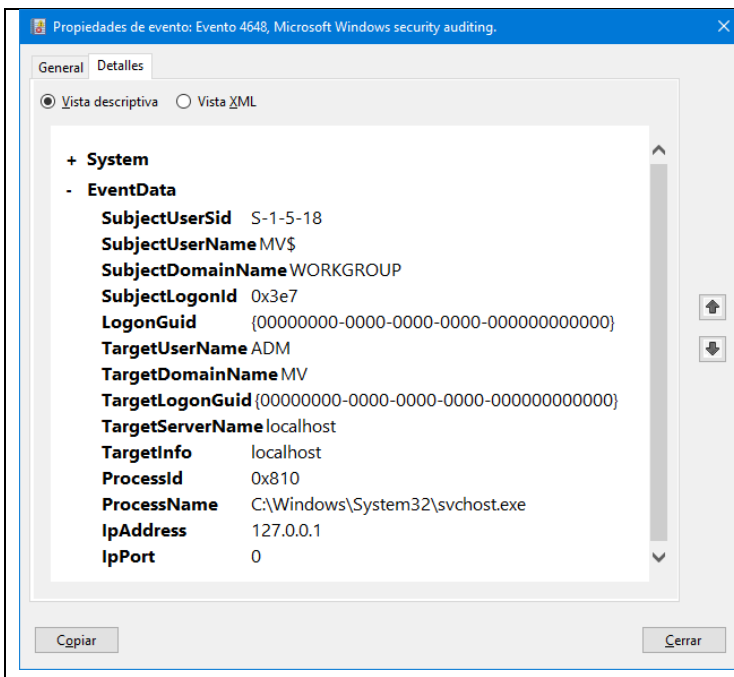 Propiedades de evento: Evento 4648, Microsoft Windows security auditing.
General Detalles
Vista descriptiva Vista XML
+ System
- EventData
SubjectUserSid S-1-5-18
SubjectUserName MV$
SubjectDomainName WORKGROUP
SubjectLogonId 0x3e7
LogonGuid {00000000-0000-0000-0000-000000000000}
TargetUserName ADM
TargetDomainName MV
TargetLogonGuid {00000000-0000-0000-0000-000000000000}
TargetServerName localhost
TargetInfo localhost
ProcessId 0x810
ProcessName C:\Windows\System32\svchost.exe
IpAddress 127.0.0.1
IpPort 0
Copiar Cerrar